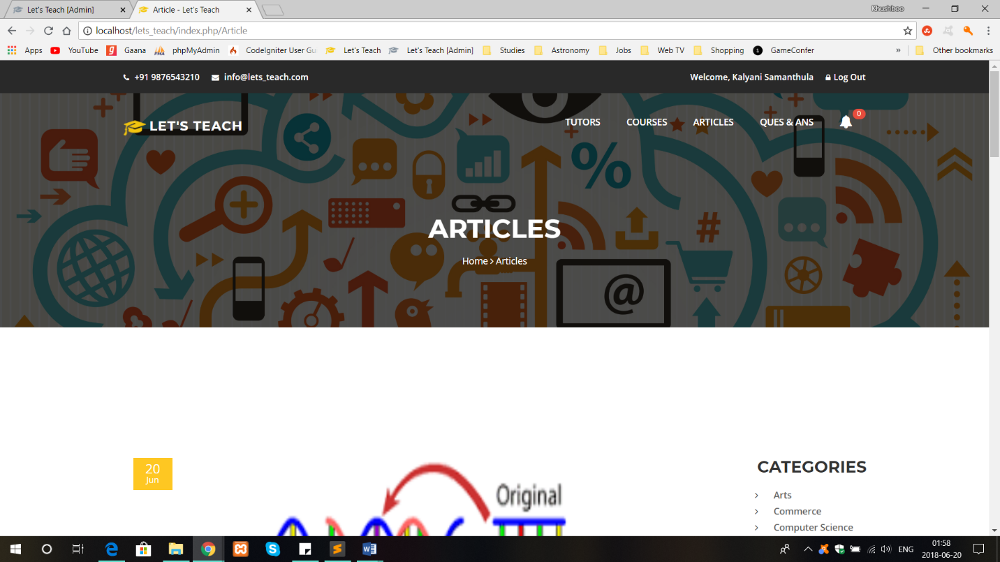 Let's Teach [Admin]
Article - Let's Teach
Khushboo
localhost/lets_teach/index.php/Article
Apps YouTube Gaana phpMyAdmin CodeIgniter User Gu Let's Teach Let's Teach [Admin] Studies Astronomy Jobs Web TV Shopping GameConfer » Other bookmarks
+91 9876543210 info@lets_teach.com Welcome, Kalyani Samanthula Log Out
LET'S TEACH TUTORS COURSES ARTICLES QUES & ANS 0
%
#
@
ARTICLES
Home > Articles
20
Jun
Original
CATEGORIES
Arts
Commerce
Computer Science
ENG
01:58
2018-06-20